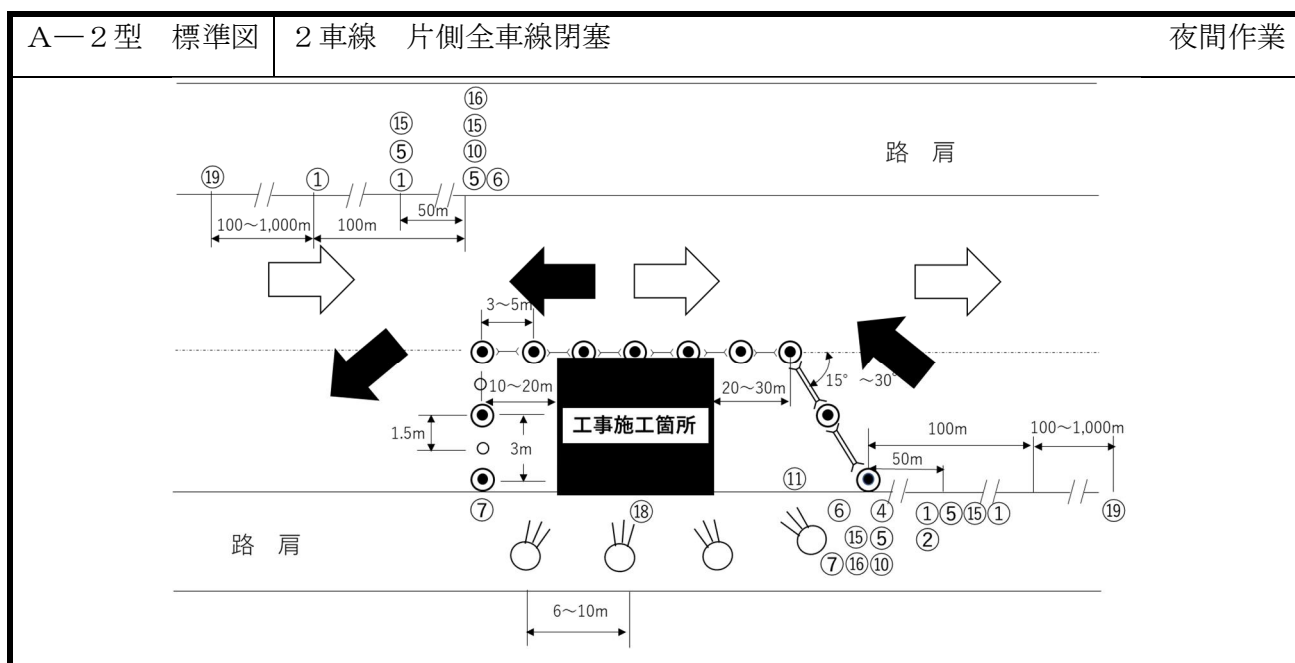 A―2型 標準図 2車線 片側全車線閉塞 夜間作業
⑯
⑮ ⑮
⑤ ⑩ 路 肩
⑲ ① ① ⑤⑥
50m
100～1,000m 100m
3～5m
10～20m 20～30m 15° ～30°
工事施工箇所
1.5m 3m 100m 100～1,000m
50m
⑪
⑦ ⑱ ⑥ ④ ①⑤⑮① ⑲
路 肩 ⑮⑤ ②
⑦⑯⑩
6～10m